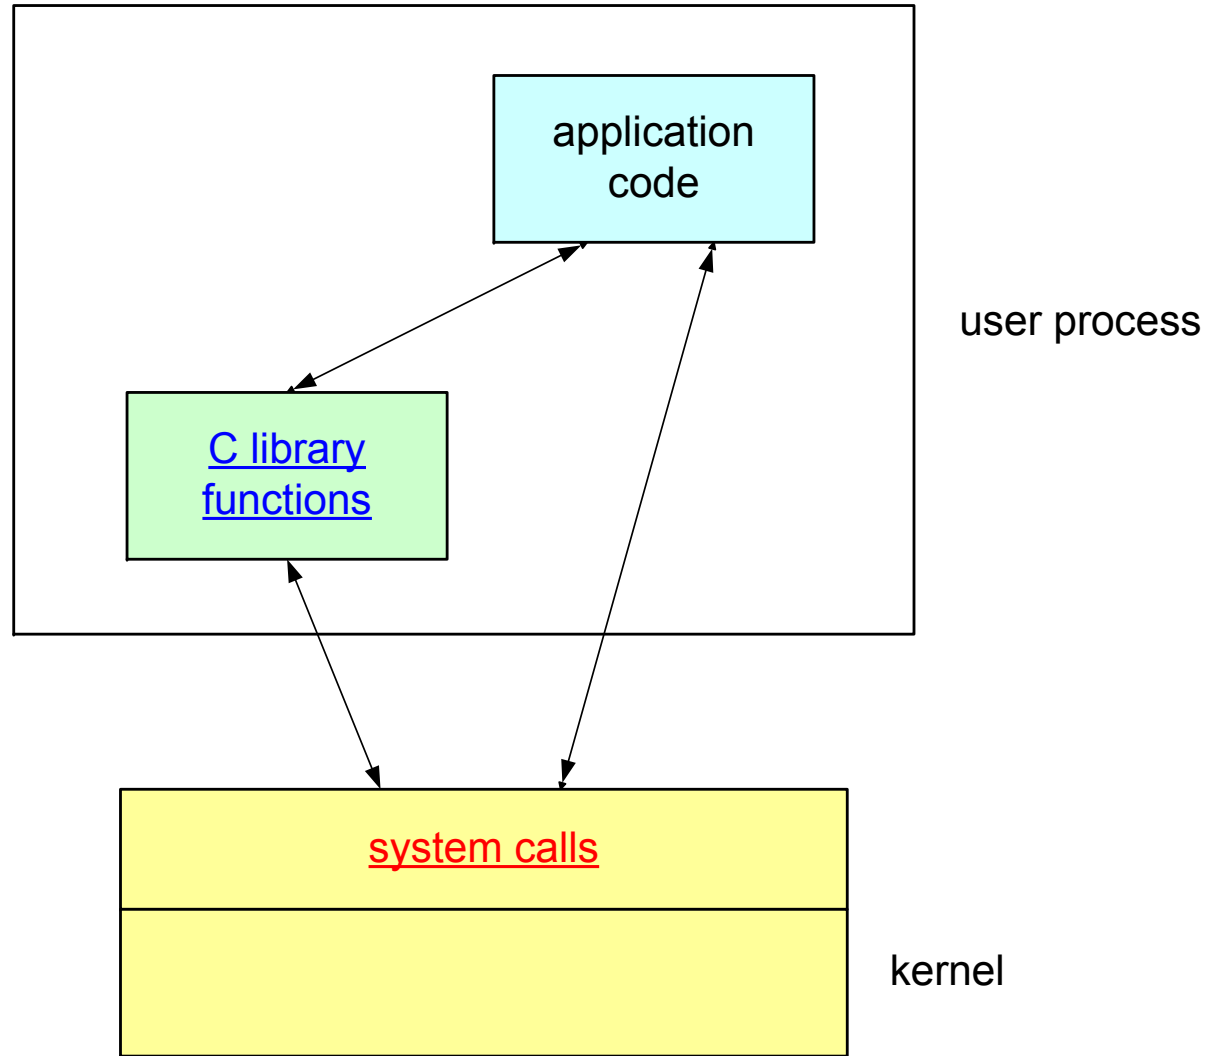 application
code
user process
C library
functions
system calls
kernel